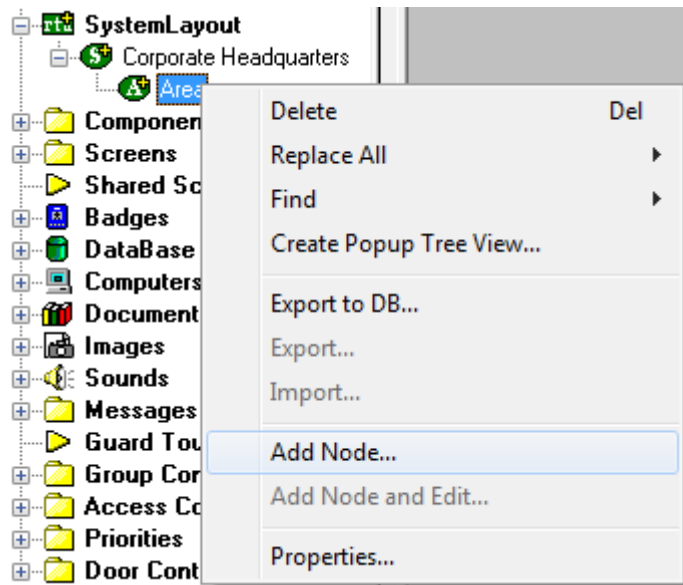 SystemLayout
Corporate Headquarters
Area
Componen
Screens
Shared Sc
Badges
DataBase
Computers
Document
Images
Sounds
Messages
Guard Tou
Group Cor
Access Co
Priorities
Door Cont
Delete Del
Replace All
Find
Create Popup Tree View...
Export to DB...
Export...
Import...
Add Node...
Add Node and Edit...
Properties...